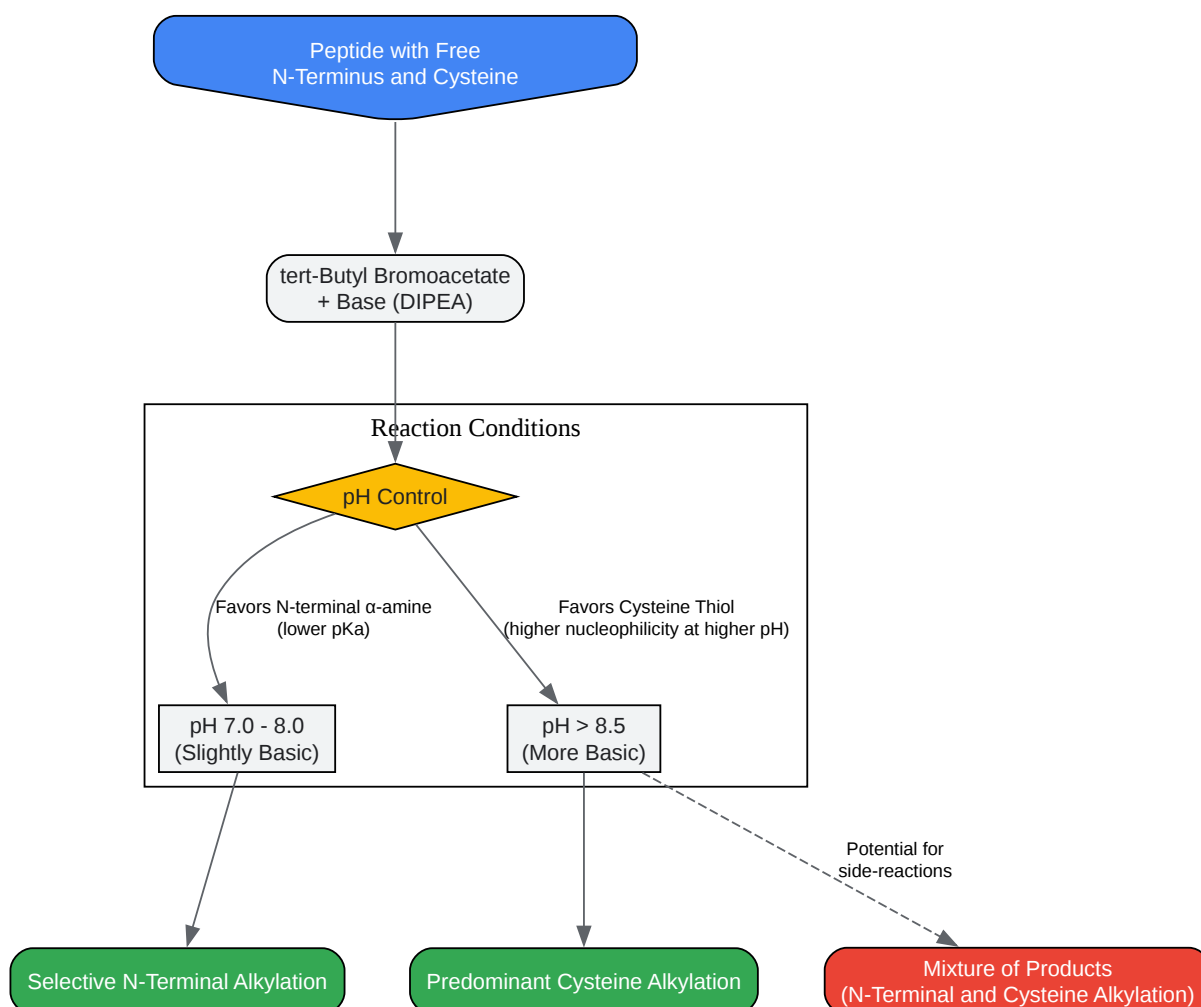 Peptide with Free
N-Terminus and Cysteine
tert-Butyl Bromoacetate
+ Base (DIPEA)
Reaction Conditions
pH Control
Favors N-terminal α-amine
(lower pKa)
Favors Cysteine Thiol
(higher nucleophilicity at higher pH)
pH 7.0 - 8.0
(Slightly Basic)
pH > 8.5
(More Basic)
Potential for
side-reactions
Selective N-Terminal Alkylation
Predominant Cysteine Alkylation
Mixture of Products
(N-Terminal and Cysteine Alkylation)